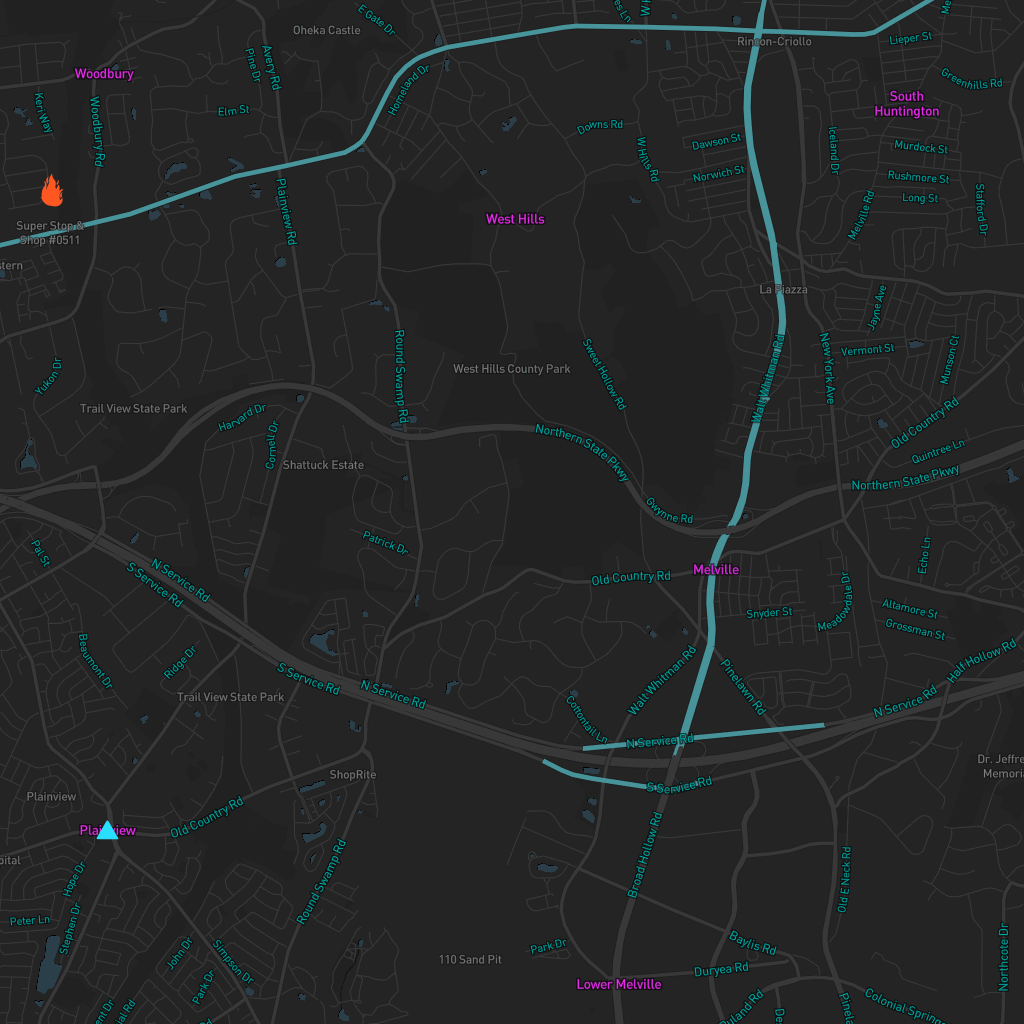 E Gate Dr
Oheka Castle
Rincon-Criollo
Lieper St
Woodbury
Avery Rd
Pine Dr
Homeland Dr
Greenhills Rd
South
Huntington
Kerri Way
Woodbury Rd
Elm St
Downs Rd
W Hills Rd
Dawson St
Norwich St
Iceland Dr
Murdock St
Rushmore St
Long St
Stafford Dr
Melville Rd
Plainview Rd
West Hills
Super Stop &
Shop #0511
stern
La Piazza
Jayne Ave
Vermont St
Munson Ct
New York Ave
Walt Whitman Rd
Yukon Dr
Round Swamp Rd
West Hills County Park
Sweet Hollow Rd
Trail View State Park
Harvard Dr
Cornell Dr
Shattuck Estate
Northern State Pkwy
Old Country Rd
Quintree Ln
Northern State Pkwy
Gwynne Rd
Pal St
N Service Rd
S Service Rd
Patrick Dr
Old Country Rd
Melville
Echo Ln
Snyder St
Meadowdale Dr
Altamore St
Grossman St
Beaumont Dr
Ridge Dr
S Service Rd
N Service Rd
Trail View State Park
Walt Whitman Rd
Pinelawn Rd
Half Hollow Rd
N Service Rd
Cottontail Ln
N Service Rd
S Service Rd
Dr. Jeffre
Memoria
ShopRite
Plainview
Plainview
Old Country Rd
pital
Hope Dr
Round Swamp Rd
Broad Hollow Rd
Old E Neck Rd
Peter Ln
Stephen Dr
John Dr
Simpson Dr
Park Dr
110 Sand Pit
Park Dr
Baylis Rd
Duryea Rd
Northcote Dr
Lower Melville
Ruland Rd
Colonial Springs